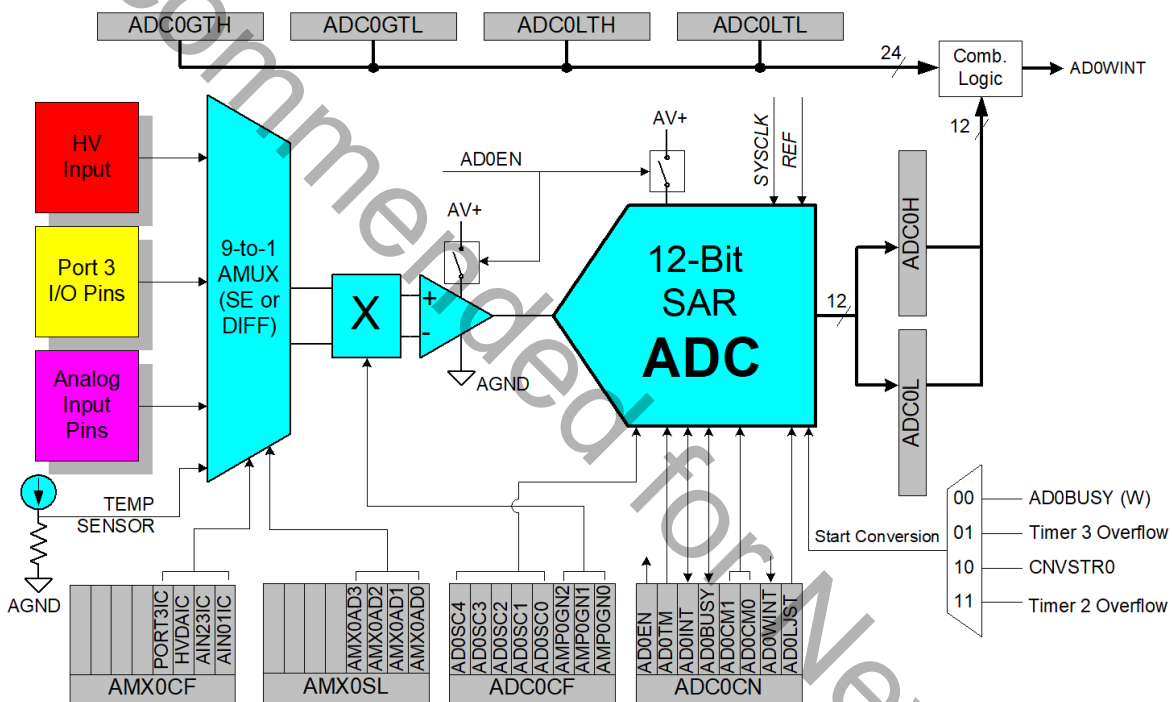 ADC0GTH
ADC0GTL
ADC0LTH
ADC0LTL
24
Comb.
Logic
AD0WINT
12
HV
Input
Port 3
I/O Pins
Analog
Input
Pins
9-to-1
AMUX
(SE or
DIFF)
AD0EN
AV+
AV+
SYSCLK
REF
X
+
-
AGND
12-Bit
SAR
ADC
12
ADC0H
ADC0L
TEMP
SENSOR
AGND
Start Conversion
00
AD0BUSY (W)
01
Timer 3 Overflow
10
CNVSTR0
11
Timer 2 Overflow
PORT3IC
HVDAIC
AIN23IC
AIN01IC
AMX0CF
AMX0AD3
AMX0AD2
AMX0AD1
AMX0AD0
AMX0SL
AD0SC4
AD0SC3
AD0SC2
AD0SC1
AD0SC0
AMP0GN2
AMP0GN1
AMP0GN0
ADC0CF
AD0EN
AD0TM
AD0INT
AD0BUSY
AD0CM1
AD0CM0
AD0WINT
AD0LJST
ADC0CN
commended for Ne